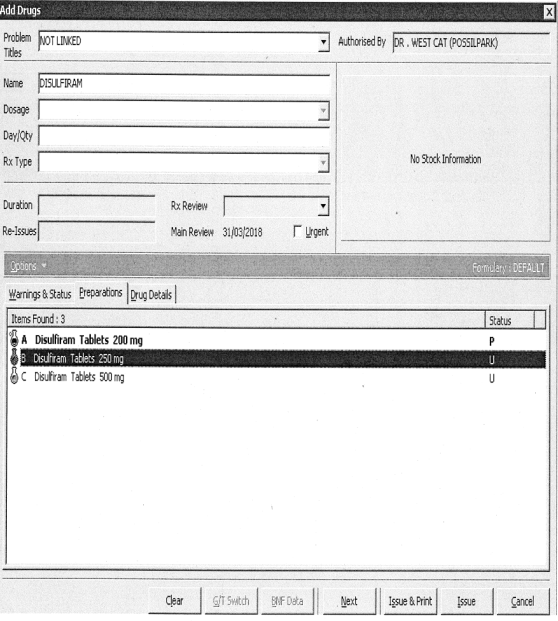 Add Drugs
Problem Titles NOT LINKED Authorised By DR . WEST CAT (POSSILPARK)
Name DISULFIRAM
Dosage
Day/Qty
Rx Type
No Stock Information
Duration Rx Review
Re-Issues Main Review 31/03/2018 Urgent
Options Formulary : DEFAULT
Warnings & Status Preparations Drug Details
Items Found : 3 Status
A Disulfiram Tablets 200 mg P
B Disulfiram Tablets 250 mg U
C Disulfiram Tablets 500 mg U
Clear G/T Switch BNF Data Next Issue & Print Issue Cancel